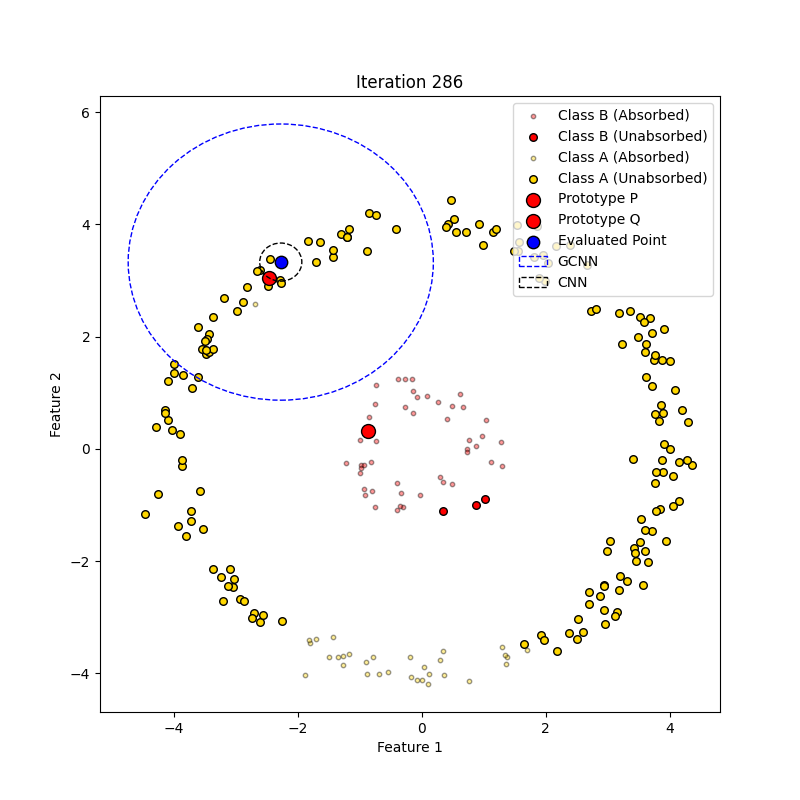 Iteration 286
Class B (Absorbed)
Class B (Unabsorbed)
Class A (Absorbed)
Class A (Unabsorbed)
Prototype P
Prototype Q
Evaluated Point
GCNN
CNN
6
4
2
0
−2
−4
Feature 2
−4 −2 0 2 4
Feature 1